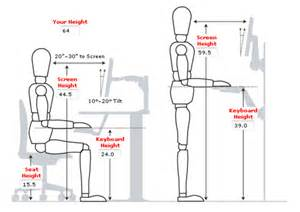 Your Height
64
20"-30" to Screen
Screen
Height
44.5
10°-20° Tilt
Keyboard
Height
24.0
Seat
Height
15.5
Screen
Height
59.5
Keyboard
Height
39.0